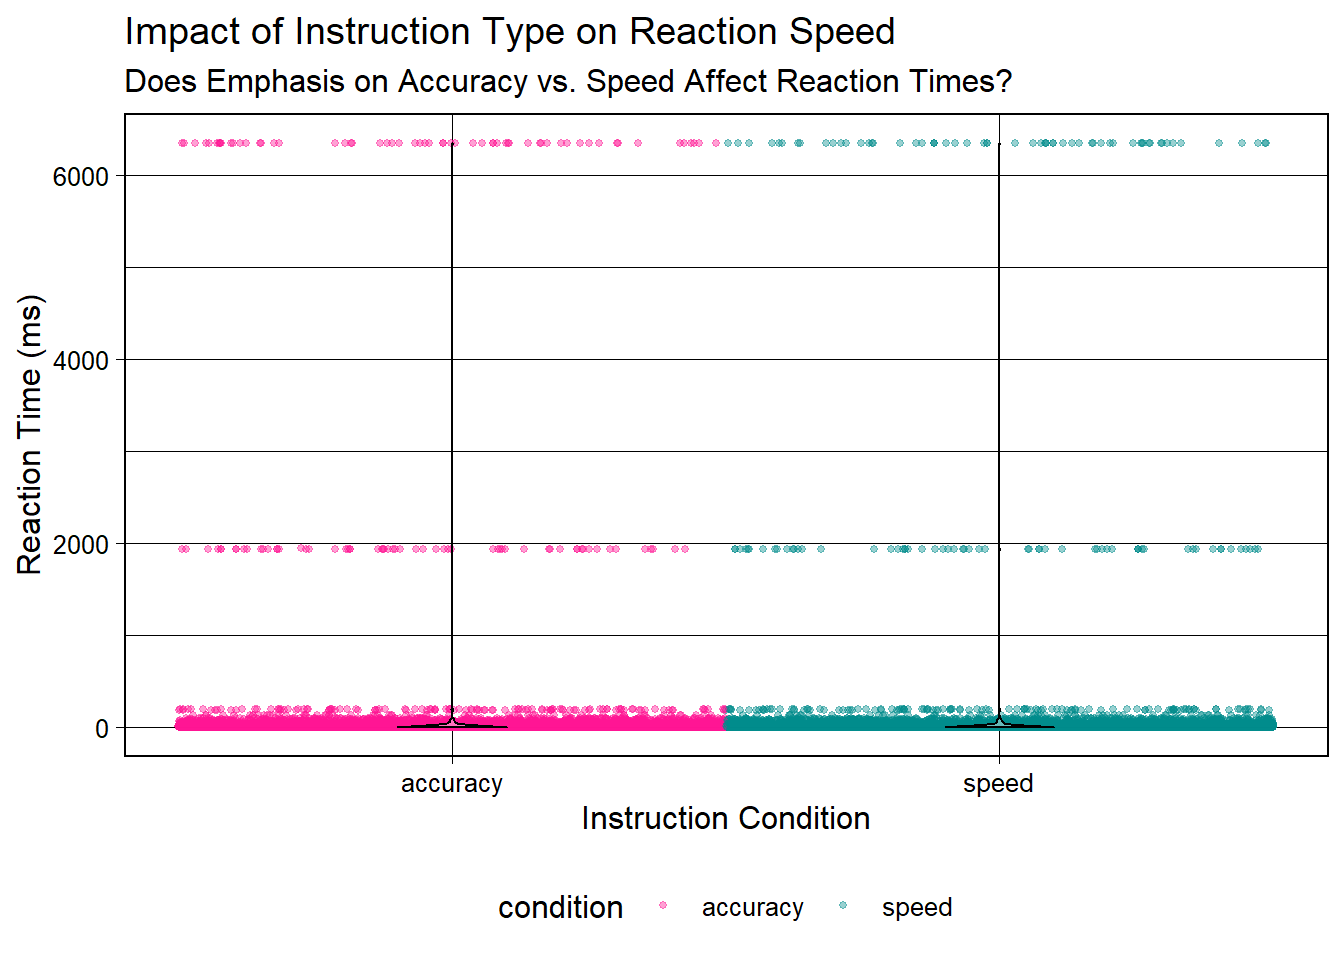 Impact of Instruction Type on Reaction Speed
Does Emphasis on Accuracy vs. Speed Affect Reaction Times?
Reaction Time (ms)
6000
4000
2000
0
accuracy speed
Instruction Condition
condition accuracy speed